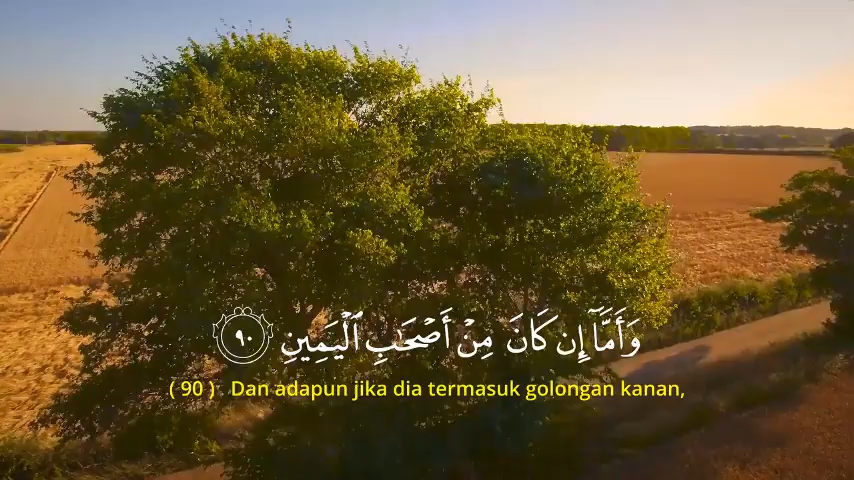 وَأَمَّآ إِن كَانَ مِنْ أَصْحَٰبِ ٱلْيَمِينِ ٩٠
( 90 ) Dan adapun jika dia termasuk golongan kanan,